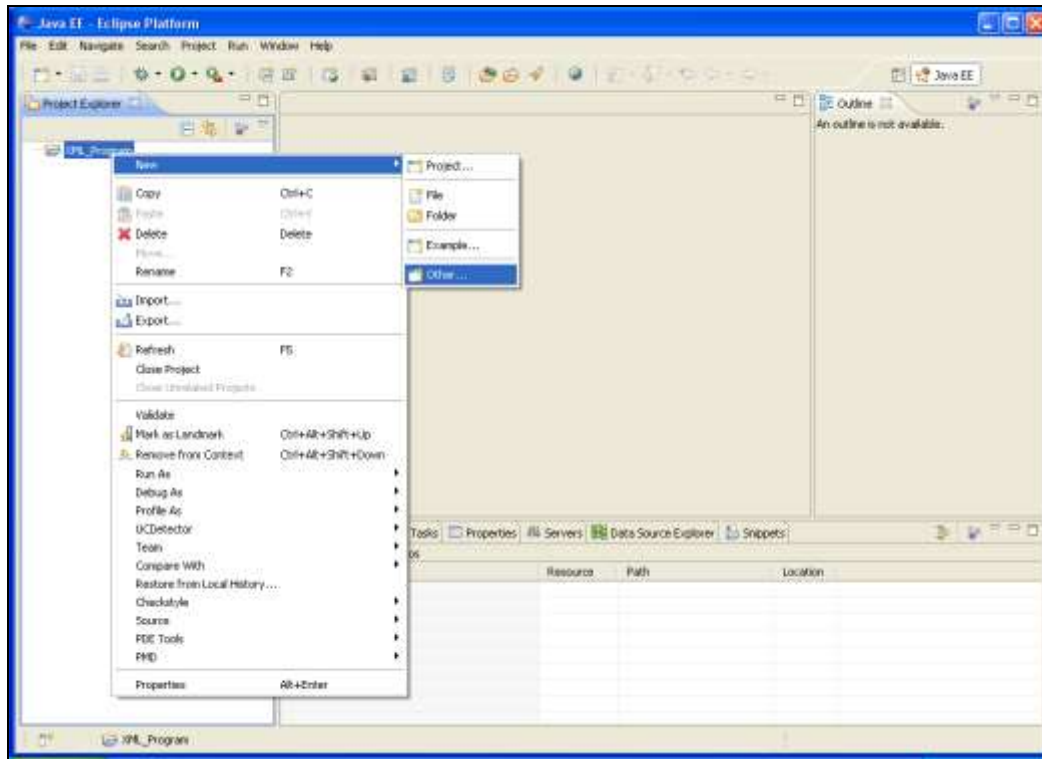 Java EE - Eclipse Platform
File Edit Navigate Search Project Run Window Help
Java EE
Project Explorer
Outline
An outline is not available.
XML_Program
New
Project...
Copy Ctrl+C
File
Paste Ctrl+V
Folder
Delete Delete
Move...
Example...
Rename F2
Other...
Import...
Export...
Refresh F5
Close Project
Close Unrelated Projects
Validate
Mark as Landmark Ctrl+Alt+Shift+Up
Remove from Context Ctrl+Alt+Shift+Down
Run As
Debug As
Profile As
UCDetector
Team
Compare With
Restore from Local History...
Checkstyle
Source
PDE Tools
PMD
Properties Alt+Enter
Tasks Properties Servers Data Source Explorer Snippets
os
Resource Path Location
XML_Program